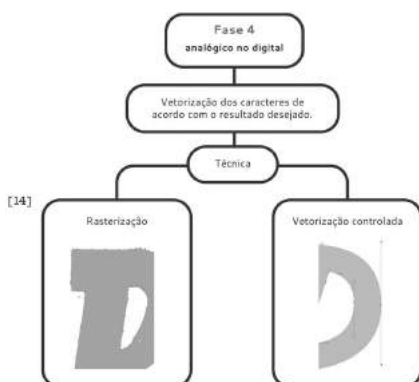 Fase 4
analógico no digital
Vetorização dos caracteres de
acordo com o resultado desejado.
Técnica
[14]
Rasterização
Vetorização controlada